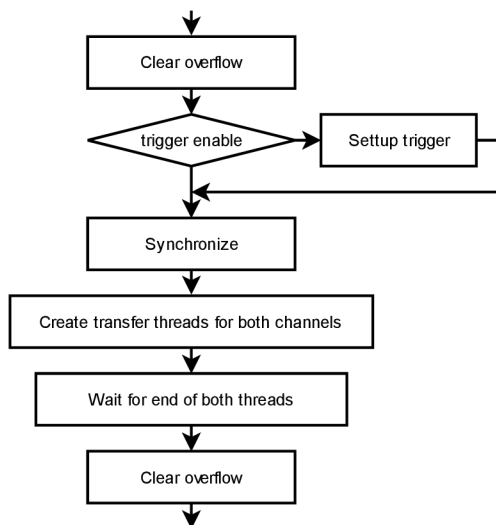 Clear overflow
trigger enable
Settup trigger
Synchronize
Create transfer threads for both channels
Wait for end of both threads
Clear overflow